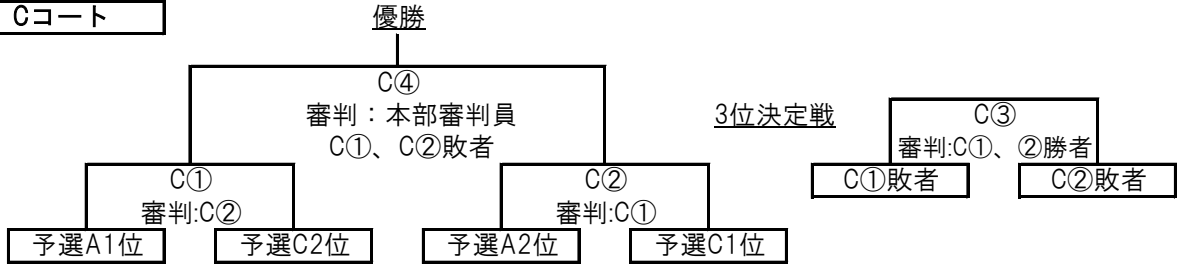 Cコート
優勝
C④
審判：本部審判員
C①、C②敗者
3位決定戦
C③
審判:C①、②勝者
C①敗者
C②敗者
C①
審判:C②
C②
審判:C①
予選A1位
予選C2位
予選A2位
予選C1位